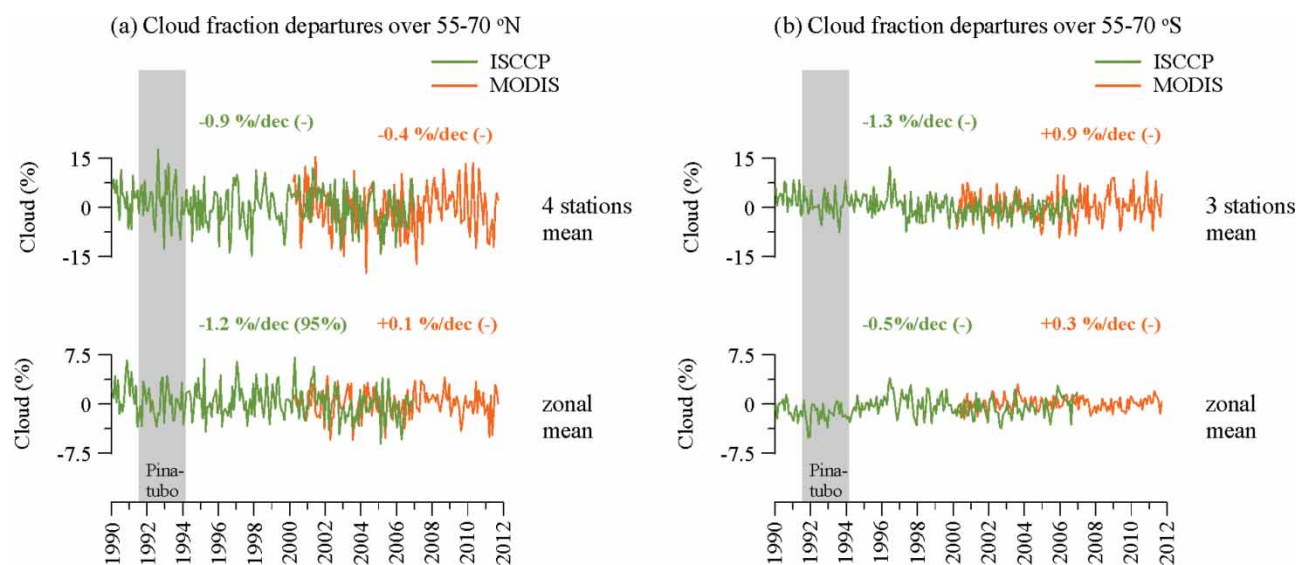 (a) Cloud fraction departures over 55-70 ºN
ISCCP
MODIS
-0.9 %/dec (-)
-0.4 %/dec (-)
Cloud (%)
15
0
-15
4 stations
mean
-1.2 %/dec (95%)
+0.1 %/dec (-)
Cloud (%)
7.5
0
-7.5
zonal
mean
Pina-
tubo
1990
1992
1994
1996
1998
2000
2002
2004
2006
2008
2010
2012
(b) Cloud fraction departures over 55-70 ºS
ISCCP
MODIS
-1.3 %/dec (-)
+0.9 %/dec (-)
Cloud (%)
15
0
-15
3 stations
mean
-0.5%/dec (-)
+0.3 %/dec (-)
Cloud (%)
7.5
0
-7.5
zonal
mean
Pina-
tubo
1990
1992
1994
1996
1998
2000
2002
2004
2006
2008
2010
2012